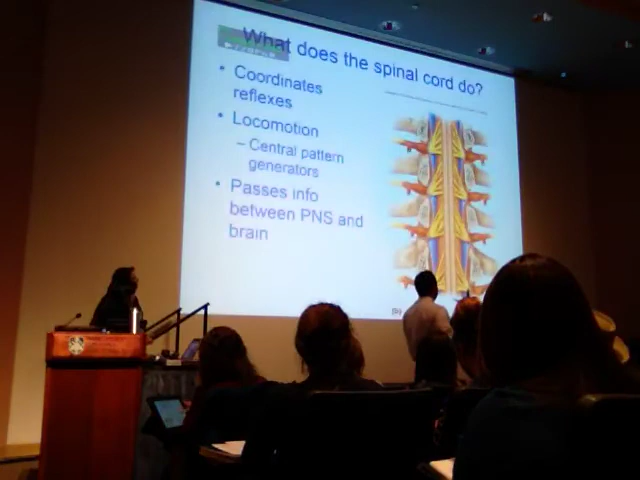 What does the spinal cord do?
• Coordinates
reflexes
• Locomotion
– Central pattern
generators
• Passes info
between PNS and
brain